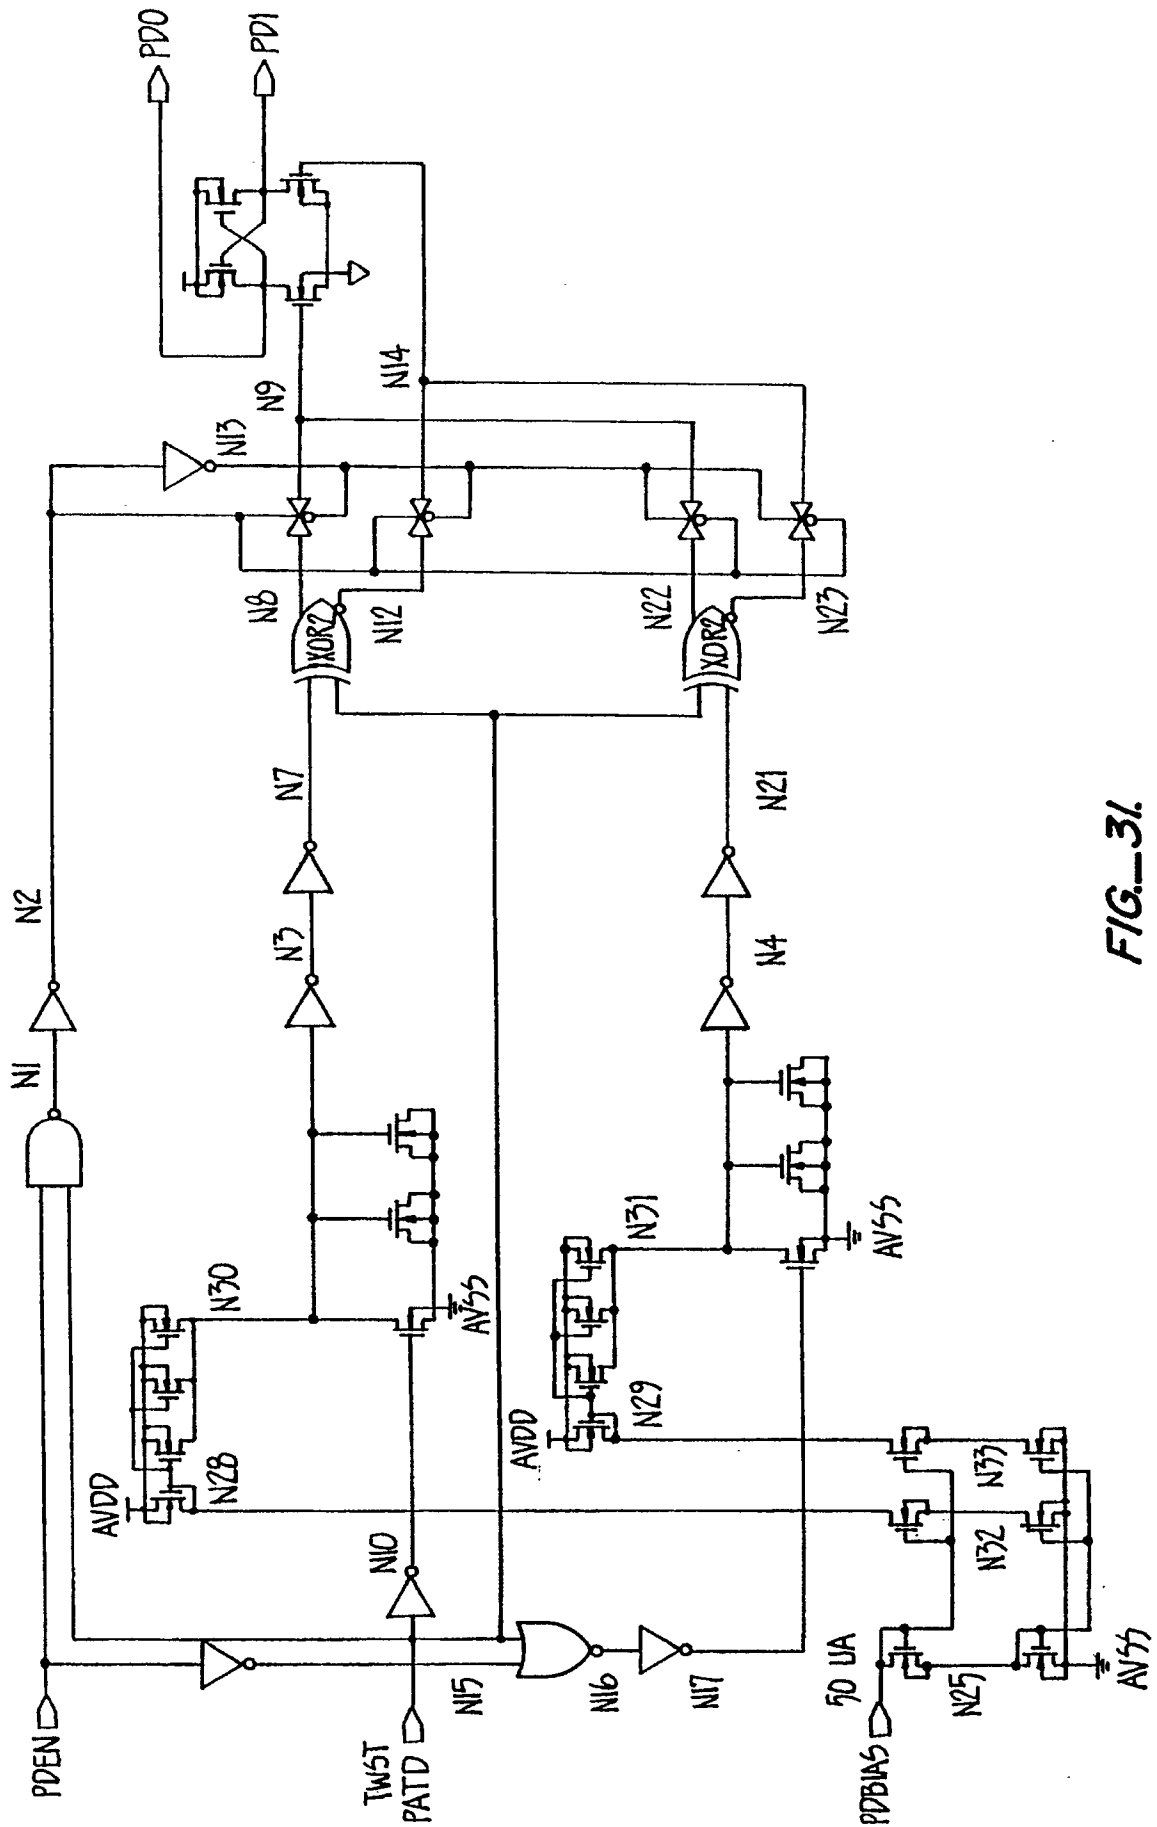 PDEN
N1
N2
TWST
PATD
N10
N15
N16
N17
AVDD
N28
N30
AVSS
N3
N7
N8
N12
XOR2
N13
N9
N14
PD0
PD1
AVDD
N29
N31
AVSS
N4
N21
XOR2
N22
N23
PDBIAS
50 UA
N25
N32
N33
AVSS
FIG._31.